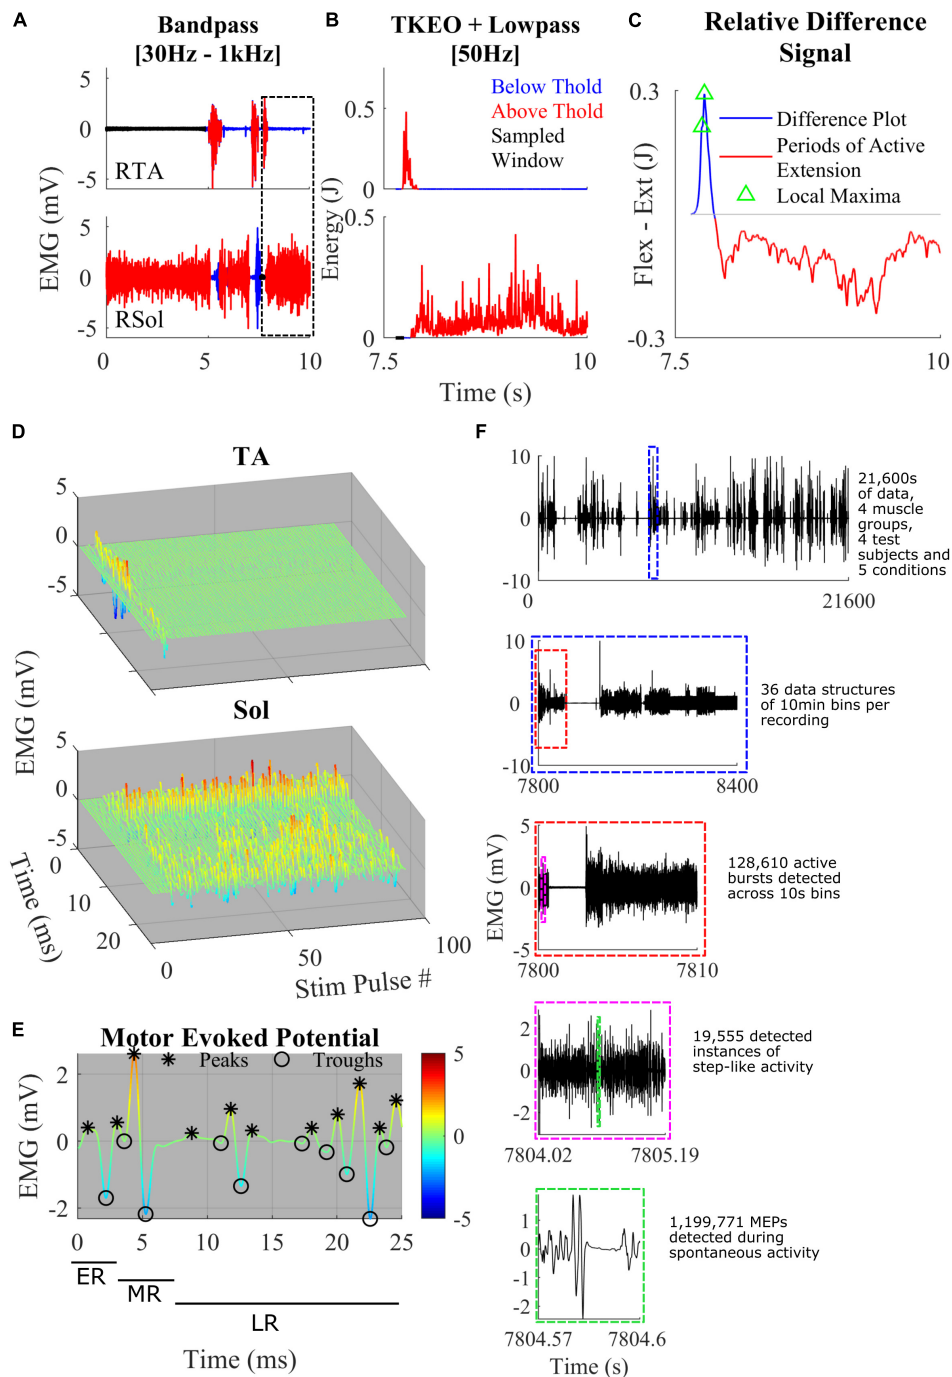 A
Bandpass
[30Hz - 1kHz]
5
0
-5
RTA
EMG (mV)
5
0
-5
RSol
0
5
10
B
TKEO + Lowpass
[50Hz]
Below Thold
Above Thold
Sampled
Window
0.5
0
Energy (J)
0.5
0
7.5
10
Time (s)
C
Relative Difference
Signal
0.3
Difference Plot
Periods of Active
Extension
Local Maxima
Flex - Ext (J)
-0.3
7.5
10
D
TA
5
0
-5
EMG (mV)
Sol
5
0
-5
0
10
20
Time (ms)
0
50
100
Stim Pulse #
E
Motor Evoked Potential
Peaks
Troughs
2
0
-2
EMG (mV)
0
5
10
15
20
25
5
0
-5
ER
MR
LR
Time (ms)
F
10
0
-10
0
21600
21,600s
of data,
4 muscle
groups,
4 test
subjects and
5 conditions
10
0
-10
7800
8400
36 data structures
of 10min bins per
recording
5
0
-5
EMG (mV)
7800
7810
128,610 active
bursts detected
across 10s bins
2
0
-2
7804.02
7805.19
19,555 detected
instances of
step-like activity
1
0
-1
-2
7804.57
7804.6
1,199,771 MEPs
detected during
spontaneous activity
Time (s)